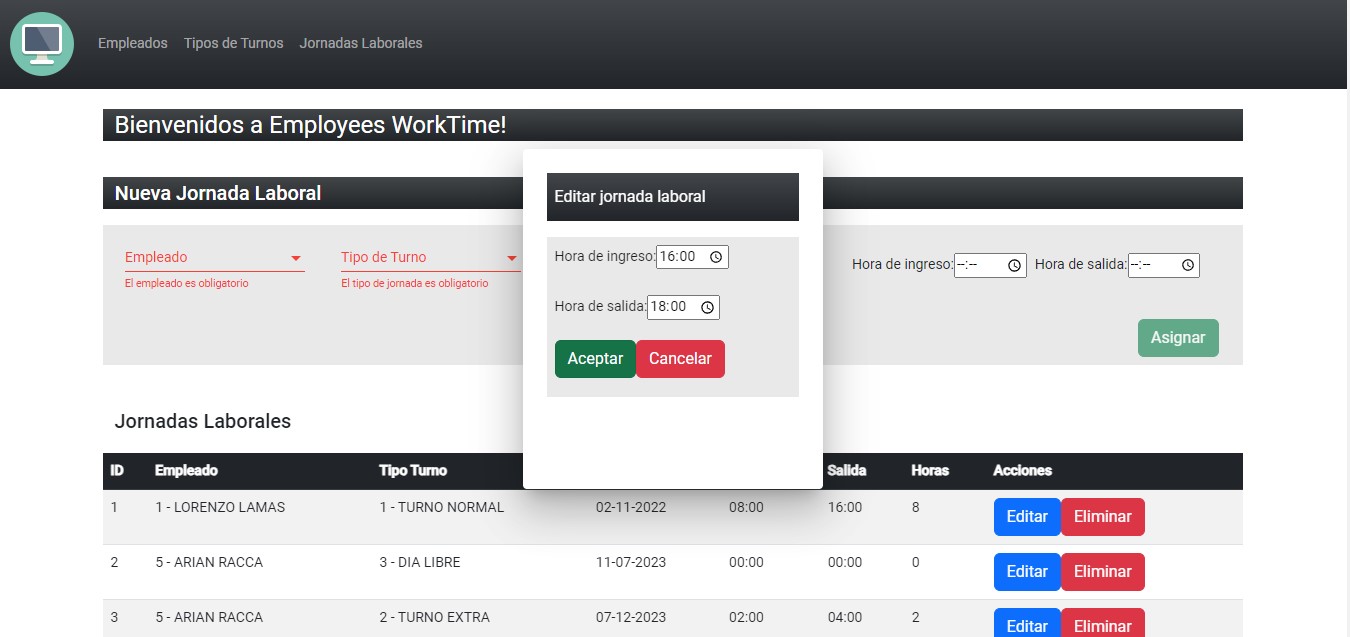 Empleados Tipos de Turnos Jornadas Laborales
Bienvenidos a Employees WorkTime!
Nueva Jornada Laboral
Empleado
El empleado es obligatorio
Tipo de Turno
El tipo de jornada es obligatorio
Editar jornada laboral
Hora de ingreso: 16:00
Hora de salida: 18:00
Aceptar Cancelar
Hora de ingreso: --:-- Hora de salida: --:--
Asignar
Jornadas Laborales
ID Empleado Tipo Turno Salida Horas Acciones
1 1 - LORENZO LAMAS 1 - TURNO NORMAL 02-11-2022 08:00 16:00 8 Editar Eliminar
2 5 - ARIAN RACCA 3 - DIA LIBRE 11-07-2023 00:00 00:00 0 Editar Eliminar
3 5 - ARIAN RACCA 2 - TURNO EXTRA 07-12-2023 02:00 04:00 2 Editar Eliminar